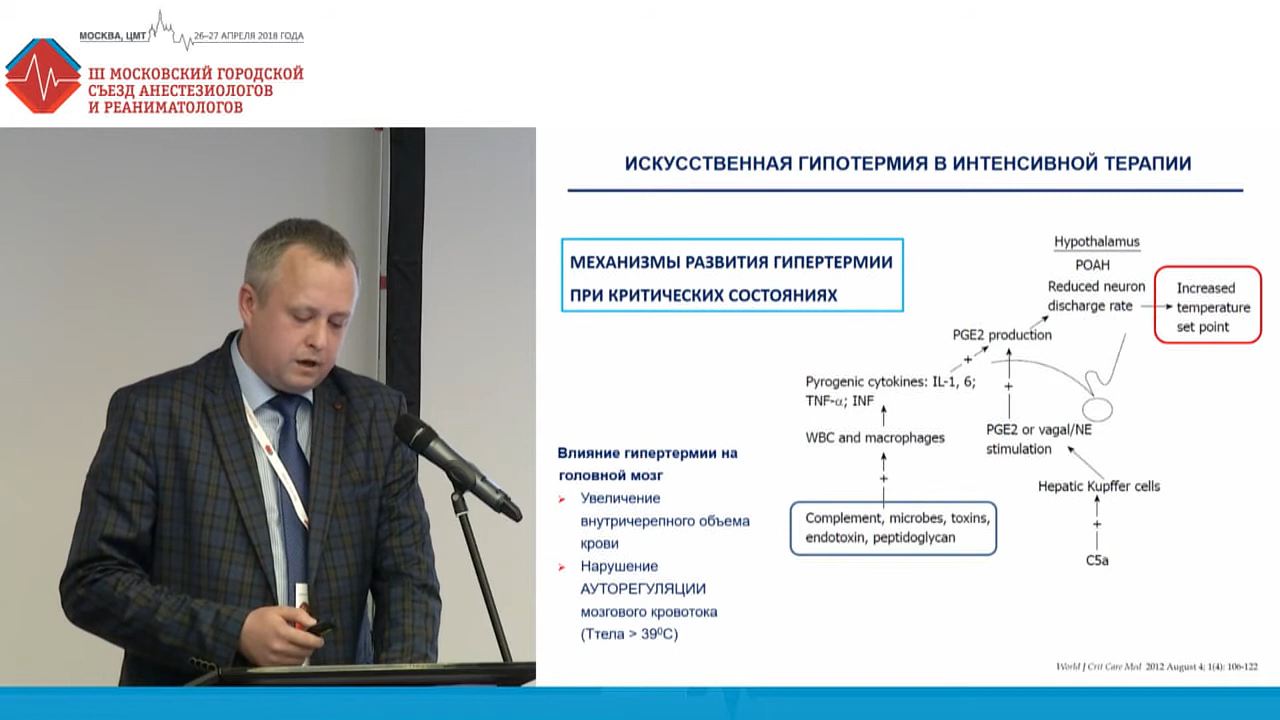 МОСКВА, ЦМТ 26–27 АПРЕЛЯ 2018 ГОДА
III МОСКОВСКИЙ ГОРОДСКОЙ
СЪЕЗД АНЕСТЕЗИОЛОГОВ
И РЕАНИМАТОЛОГОВ
ИСКУССТВЕННАЯ ГИПОТЕРМИЯ В ИНТЕНСИВНОЙ ТЕРАПИИ
МЕХАНИЗМЫ РАЗВИТИЯ ГИПЕРТЕРМИИ
ПРИ КРИТИЧЕСКИХ СОСТОЯНИЯХ
Hypothalamus
POAH
Reduced neuron
discharge rate
Increased
temperature
set point
PGE2 production
+
Pyrogenic cytokines: IL-1, 6;
TNF-α; INF
+
WBC and macrophages
PGE2 or vagal/NE
stimulation
+
Hepatic Kupffer cells
Complement, microbes, toxins,
endotoxin, peptidoglycan
+
C5a
Влияние гипертермии на
головной мозг
Увеличение
внутричерепного объема
крови
Нарушение
АУТОРЕГУЛЯЦИИ
мозгового кровотока
(Ттела > 39⁰С)
World J Crit Care Med 2012 August 4; 1(4): 106-122